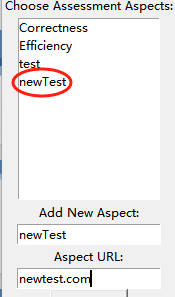 Choose Assessment Aspects:
Correctness
Efficiency
test
newTest
Add New Aspect:
newTest
Aspect URL:
newtest.com